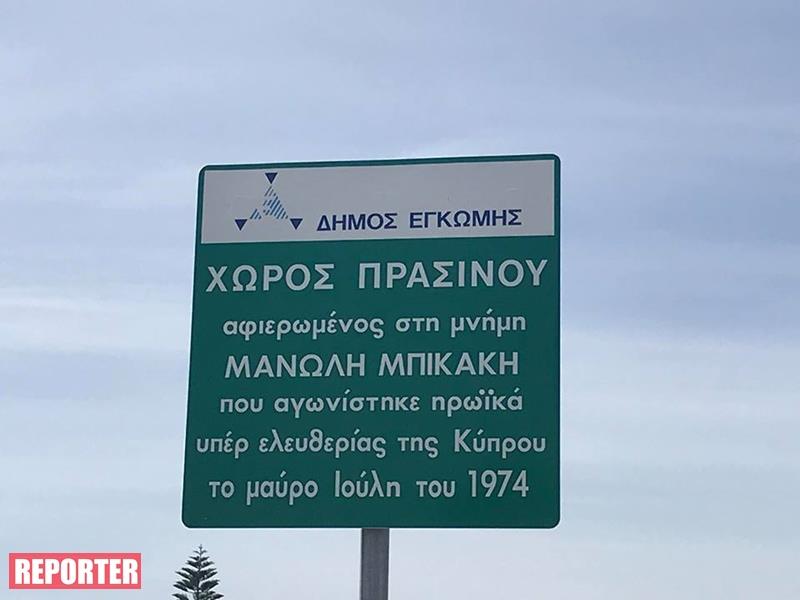 ΔΗΜΟΣ ΕΓΚΩΜΗΣ
ΧΩΡΟΣ ΠΡΑΣΙΝΟΥ
αφιερωμένος στη μνήμη
ΜΑΝΩΛΗ ΜΠΙΚΑΚΗ
που αγωνίστηκε ηρωϊκά
υπέρ ελευθερίας της Κύπρου
το μαύρο Ιούλη του 1974
REPORTER